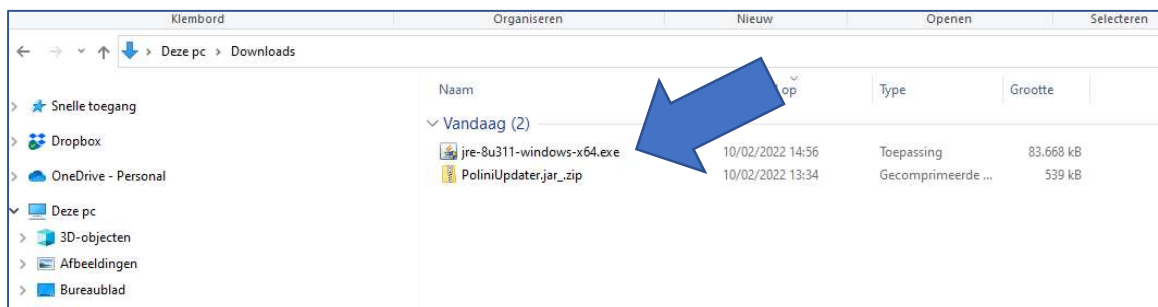 Klembord Organiseren Nieuw Openen Selecteren
Deze pc Downloads
Naam op Type Grootte
Snelle toegang
Vandaag (2)
Dropbox
jre-8u311-windows-x64.exe 10/02/2022 14:56 Toepassing 83.668 kB
PoliniUpdater.jar_.zip 10/02/2022 13:34 Gecomprimeerde ... 539 kB
OneDrive - Personal
Deze pc
3D-objecten
Afbeeldingen
Bureaublad